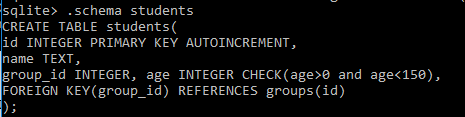 sqlite> .schema students
CREATE TABLE students(
id INTEGER PRIMARY KEY AUTOINCREMENT,
name TEXT,
group_id INTEGER, age INTEGER CHECK(age>0 and age<150),
FOREIGN KEY(group_id) REFERENCES groups(id)
);